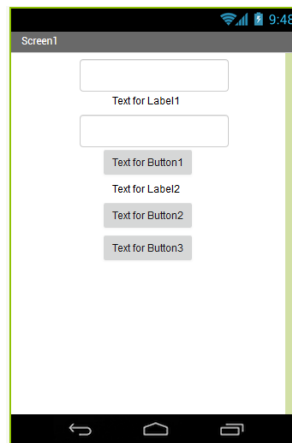 9:48
Screen1
Text for Label1
Text for Button1
Text for Label2
Text for Button2
Text for Button3